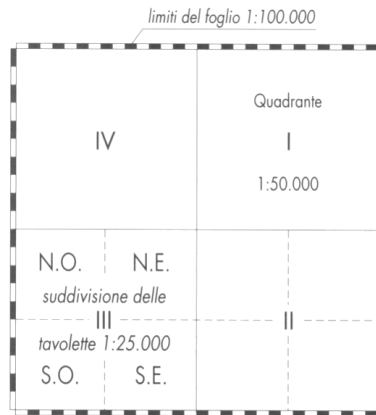 limiti del foglio 1:100.000
Quadrante
IV
I
1:50.000
N.O. N.E.
suddivisione delle
III
II
tavolette 1:25.000
S.O. S.E.